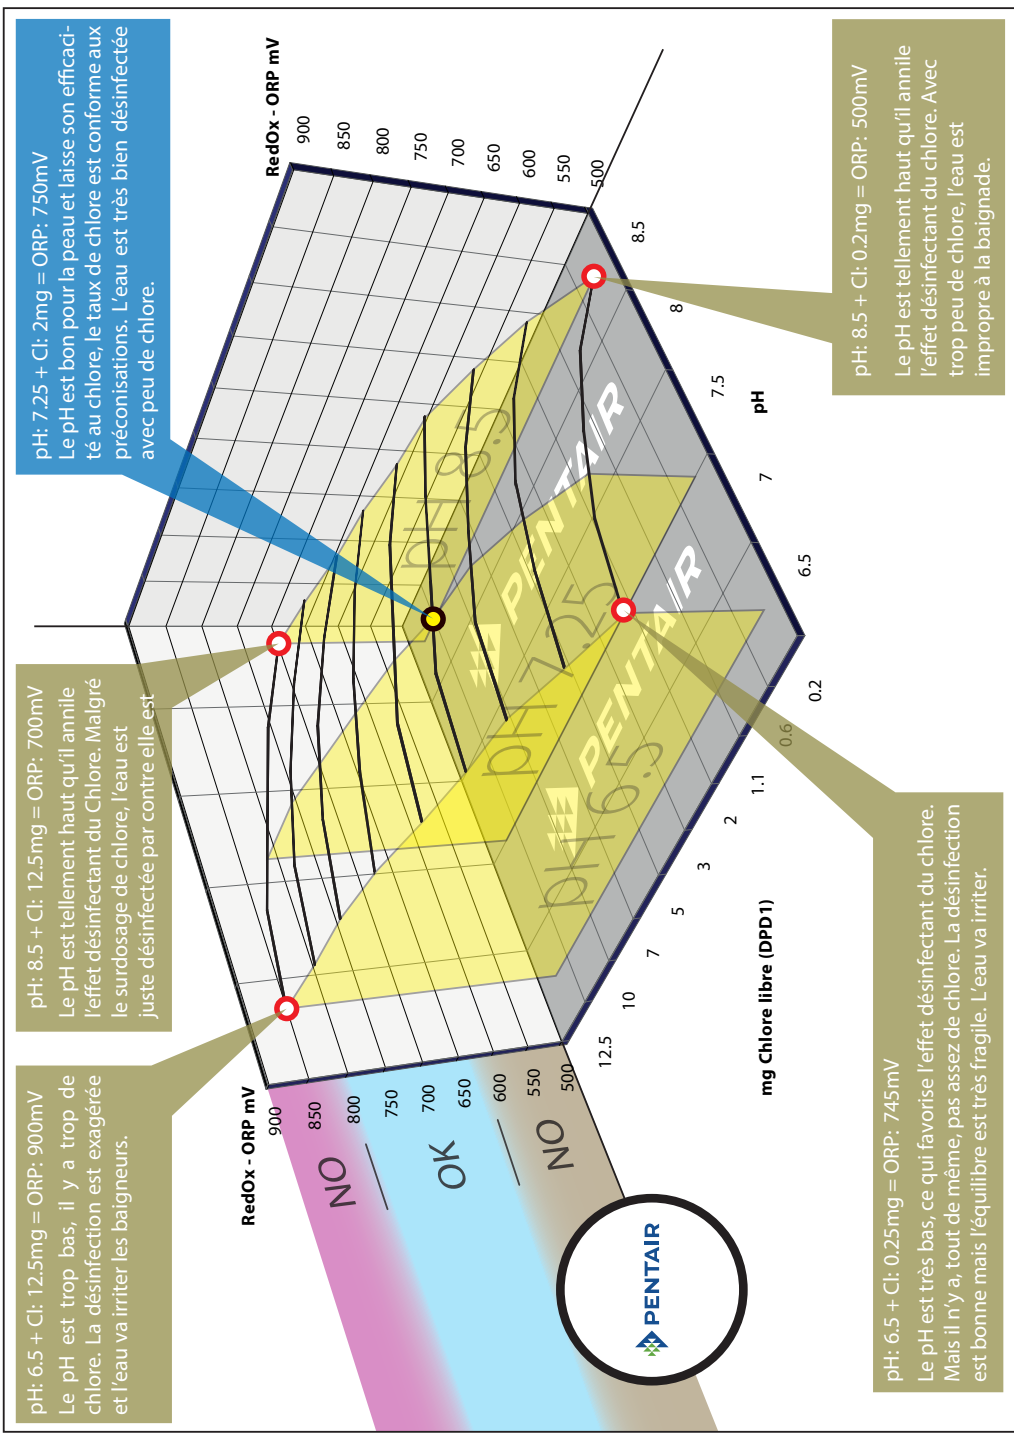 pH: 6.5 + Cl: 12.5mg = ORP: 900mV
Le pH est trop bas, il y a trop de
chlore. La désinfection est exagérée
et l'eau va irriter les baigneurs.
pH: 8.5 + Cl: 12.5mg = ORP: 700mV
Le pH est tellement haut qu'il annile
l'effet désinfectant du Chlore. Malgré
le surdosage de chlore, l'eau est
juste désinfectée par contre elle est
pH: 7.25 + Cl: 2mg = ORP: 750mV
Le pH est bon pour la peau et laisse son efficaci-
té au chlore, le taux de chlore est conforme aux
préconisations. L'eau est très bien désinfectée
avec peu de chlore.
RedOx - ORP mV
900
850
800
750
700
650
600
550
500
RedOx - ORP mV
900
850
800
750
700
650
600
550
500
NO
OK
NO
pH 8.5
pH 7.25
pH 6.5
PENTAIR
PENTAIR
12.5
10
7
5
3
2
1.1
0.6
0.2
mg Chlore libre (DPD1)
6.5
7
7.5
8
8.5
pH
PENTAIR
pH: 6.5 + Cl: 0.25mg = ORP: 745mV
Le pH est très bas, ce qui favorise l'effet désinfectant du chlore.
Mais il n'y a, tout de même, pas assez de chlore. La désinfection
est bonne mais l'équilibre est très fragile. L'eau va irriter.
pH: 8.5 + Cl: 0.2mg = ORP: 500mV
Le pH est tellement haut qu'il annile
l'effet désinfectant du chlore. Avec
trop peu de chlore, l'eau est
impropre à la baignade.